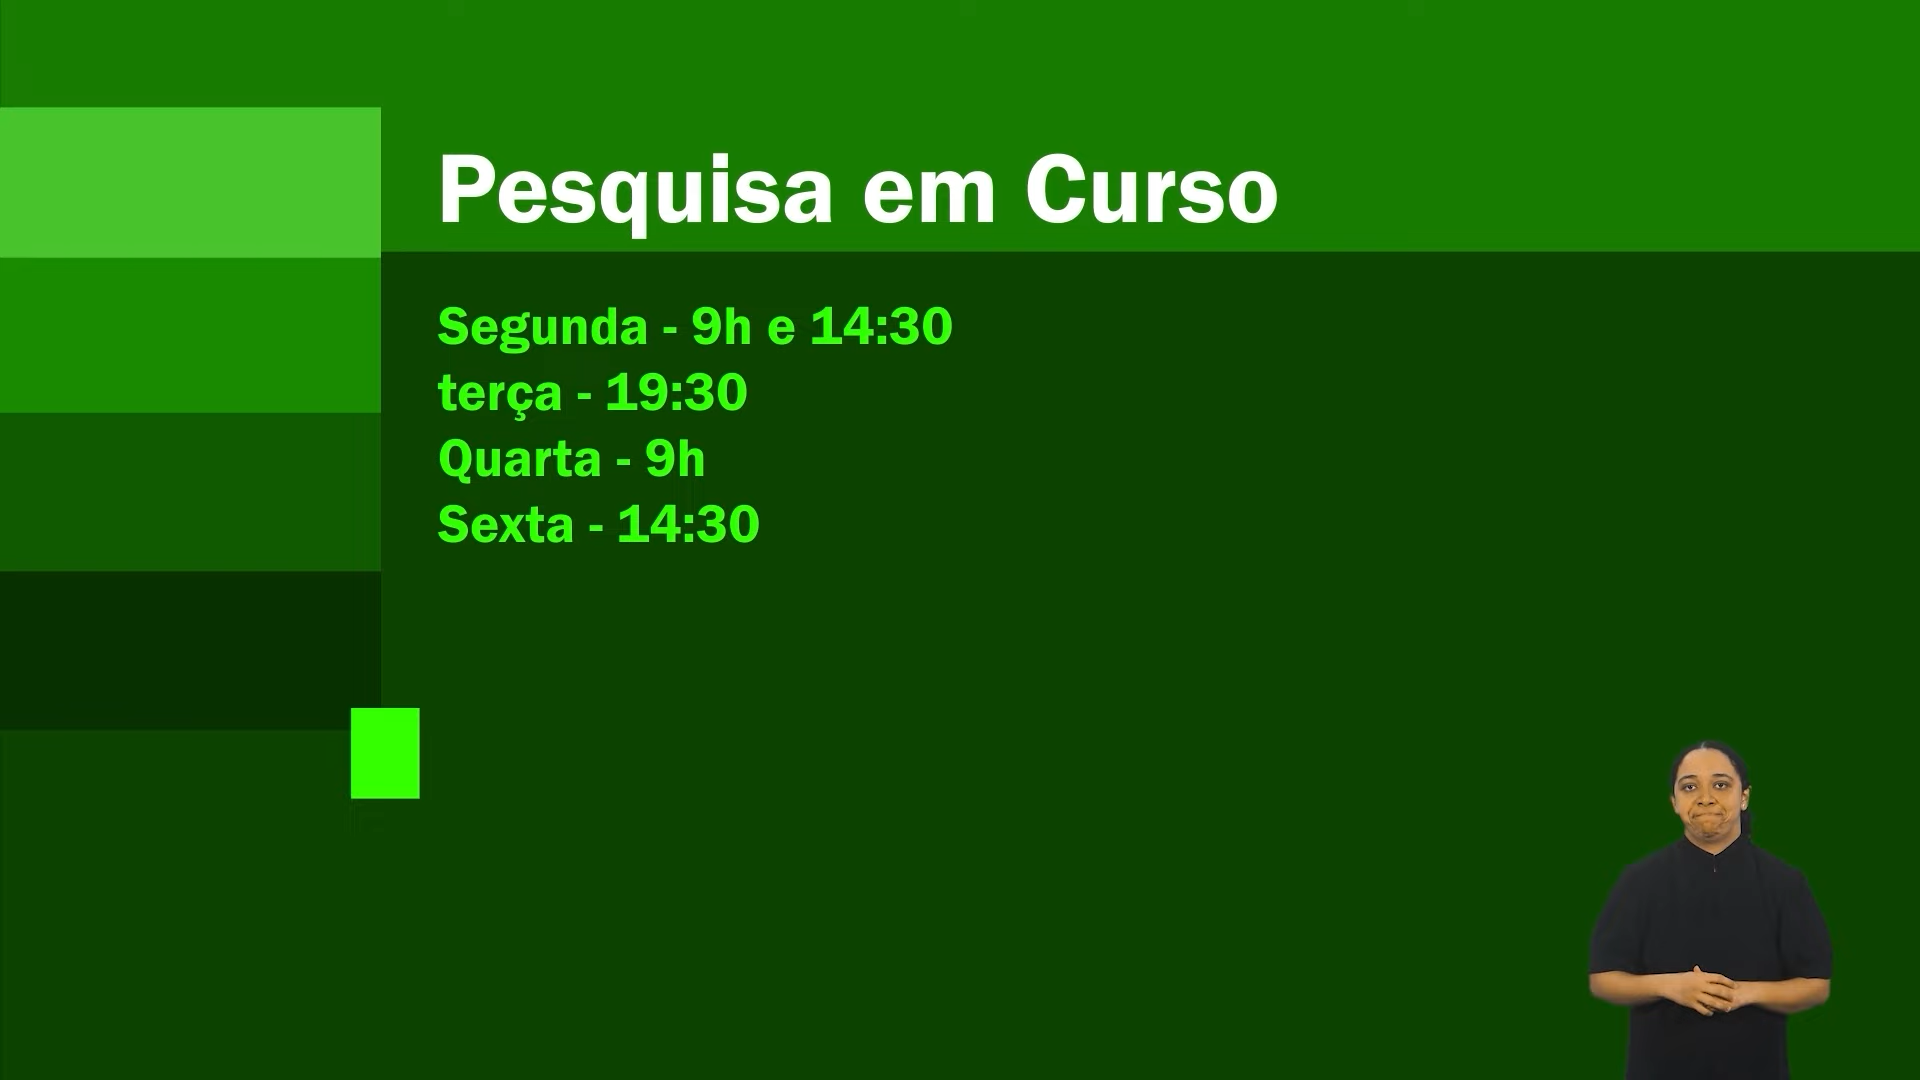 Pesquisa em Curso
Segunda - 9h e 14:30
terça - 19:30
Quarta - 9h
Sexta - 14:30